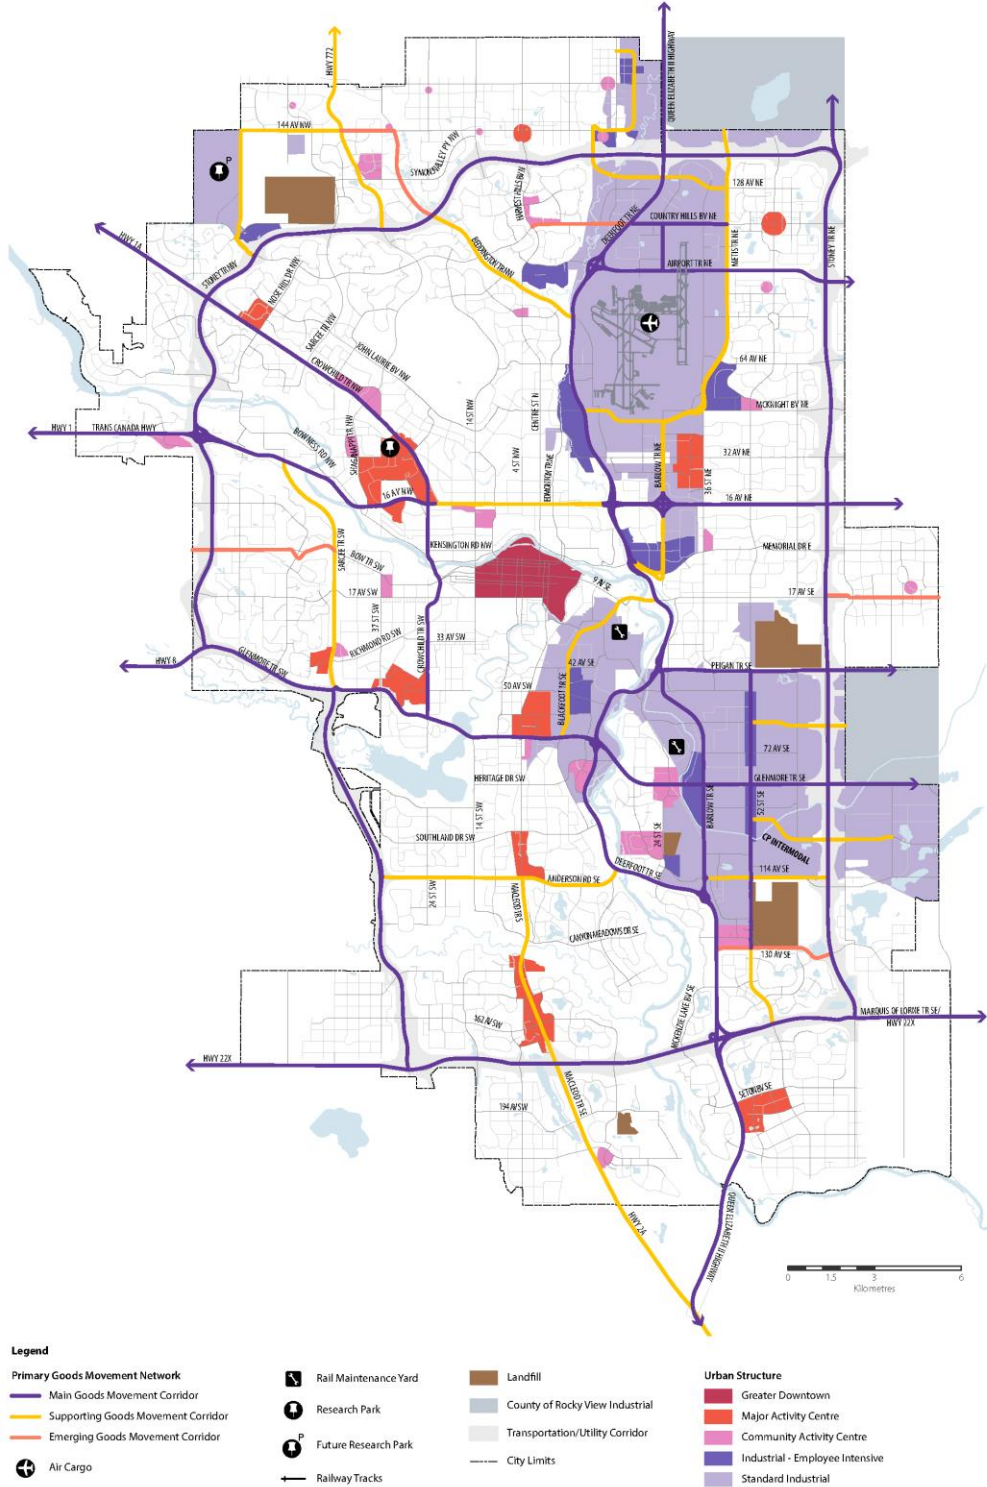 HWY 772
QUEEN ELIZABETH II HIGHWAY
144 AV NW
SYMONS VALLEY PY NW
P
128 AV NE
HARVEST HILLS BV N
COUNTRY HILLS BV NE
DEERFOOT TR NE
METIS TR NE
STONEY TR NE
HWY 1A
BEDDINGTON TR NW
AIRPORT TR NE
STONEY TR NW
NOSE HILL DR NW
SARCEE TR NW
JOHN LAURIE BV NW
CROWCHILD TR NW
64 AV NE
MCKNIGHT BV NE
14 ST NW
CENTRE ST N
HWY 1
TRANS CANADA HWY
BOWNESS RD NW
SHAGANAPPI TR NW
4 ST NW
EDMONTON TR NE
BARLOW TR NE
32 AV NE
36 ST NE
16 AV NW
16 AV NE
SARCEE TR SW
BOW TR SW
KENSINGTON RD NW
MEMORIAL DR E
9 AV SE
17 AV SW
17 AV SE
37 ST SW
RICHMOND RD SW
CROWCHILD TR SW
33 AV SW
HWY 8
GLENMORE TR SW
42 AV SE
PEIGAN TR SE
50 AV SW
BLACKFOOT TR SE
72 AV SE
HERITAGE DR SW
GLENMORE TR SE
14 ST SW
BARLOW TR SE
52 ST SE
SOUTHLAND DR SW
24 ST SE
CP INTERMODAL
DEERFOOT TR SE
114 AV SE
24 ST SW
ANDERSON RD SE
MACLEOD TR S
CANYON MEADOWS DR SE
130 AV SE
162 AV SW
MCKENZIE LAKE BV SE
MARQUIS OF LORNE TR SE/
HWY 22X
HWY 22X
MACLEOD TR SE
SETON BV SE
194 AV SW
HWY 2A
QUEEN ELIZABETH II HIGHWAY
0 1.5 3 6
Kilometres
Legend
Primary Goods Movement Network
Main Goods Movement Corridor
Supporting Goods Movement Corridor
Emerging Goods Movement Corridor
Air Cargo
Rail Maintenance Yard
Research Park
P
Future Research Park
Railway Tracks
Landfill
County of Rocky View Industrial
Transportation/Utility Corridor
City Limits
Urban Structure
Greater Downtown
Major Activity Centre
Community Activity Centre
Industrial - Employee Intensive
Standard Industrial